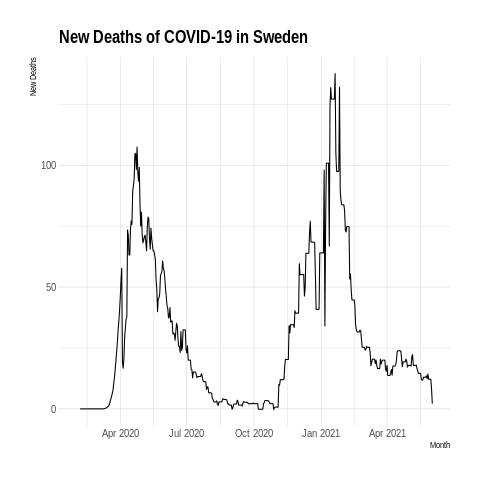 New Deaths of COVID-19 in Sweden
New Deaths
100
50
0
Apr 2020 Jul 2020 Oct 2020 Jan 2021 Apr 2021
Month